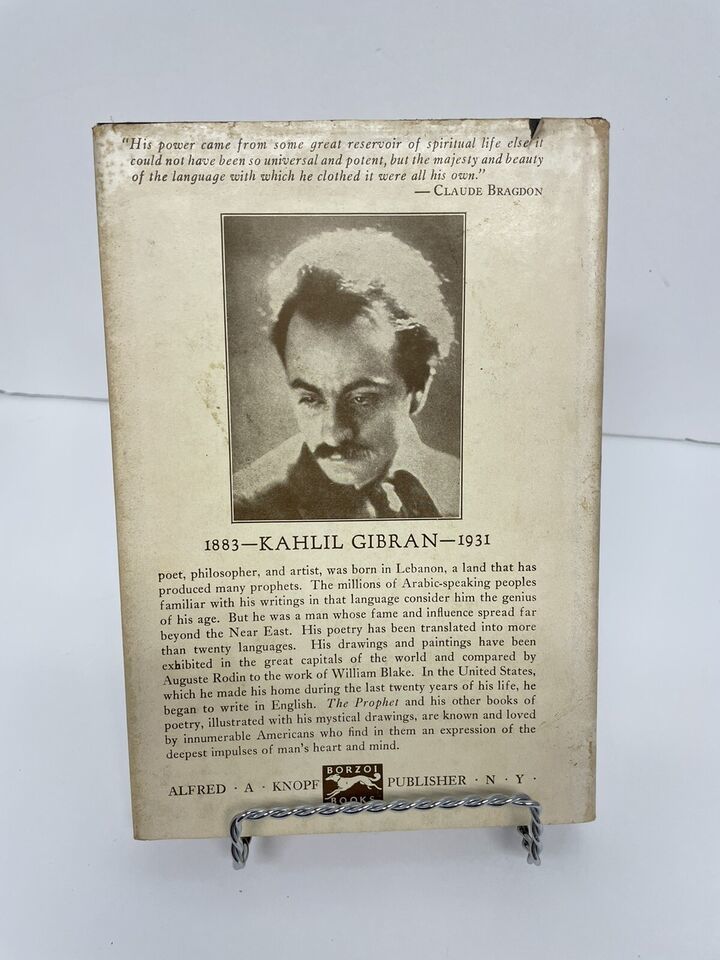 "His power came from some great reservoir of spiritual life else it
could not have been so universal and potent, but the majesty and beauty
of the language with which he clothed it were all his own."
— CLAUDE BRAGDON
1883—KAHLIL GIBRAN—1931
poet, philosopher, and artist, was born in Lebanon, a land that has
produced many prophets. The millions of Arabic-speaking peoples
familiar with his writings in that language consider him the genius
of his age. But he was a man whose fame and influence spread far
beyond the Near East. His poetry has been translated into more
than twenty languages. His drawings and paintings have been
exhibited in the great capitals of the world and compared by
Auguste Rodin to the work of William Blake. In the United States,
which he made his home during the last twenty years of his life, he
began to write in English. The Prophet and his other books of
poetry, illustrated with his mystical drawings, are known and loved
by innumerable Americans who find in them an expression of the
deepest impulses of man's heart and mind.
ALFRED · A · KNOPF BORZOI BOOKS PUBLISHER · N · Y ·